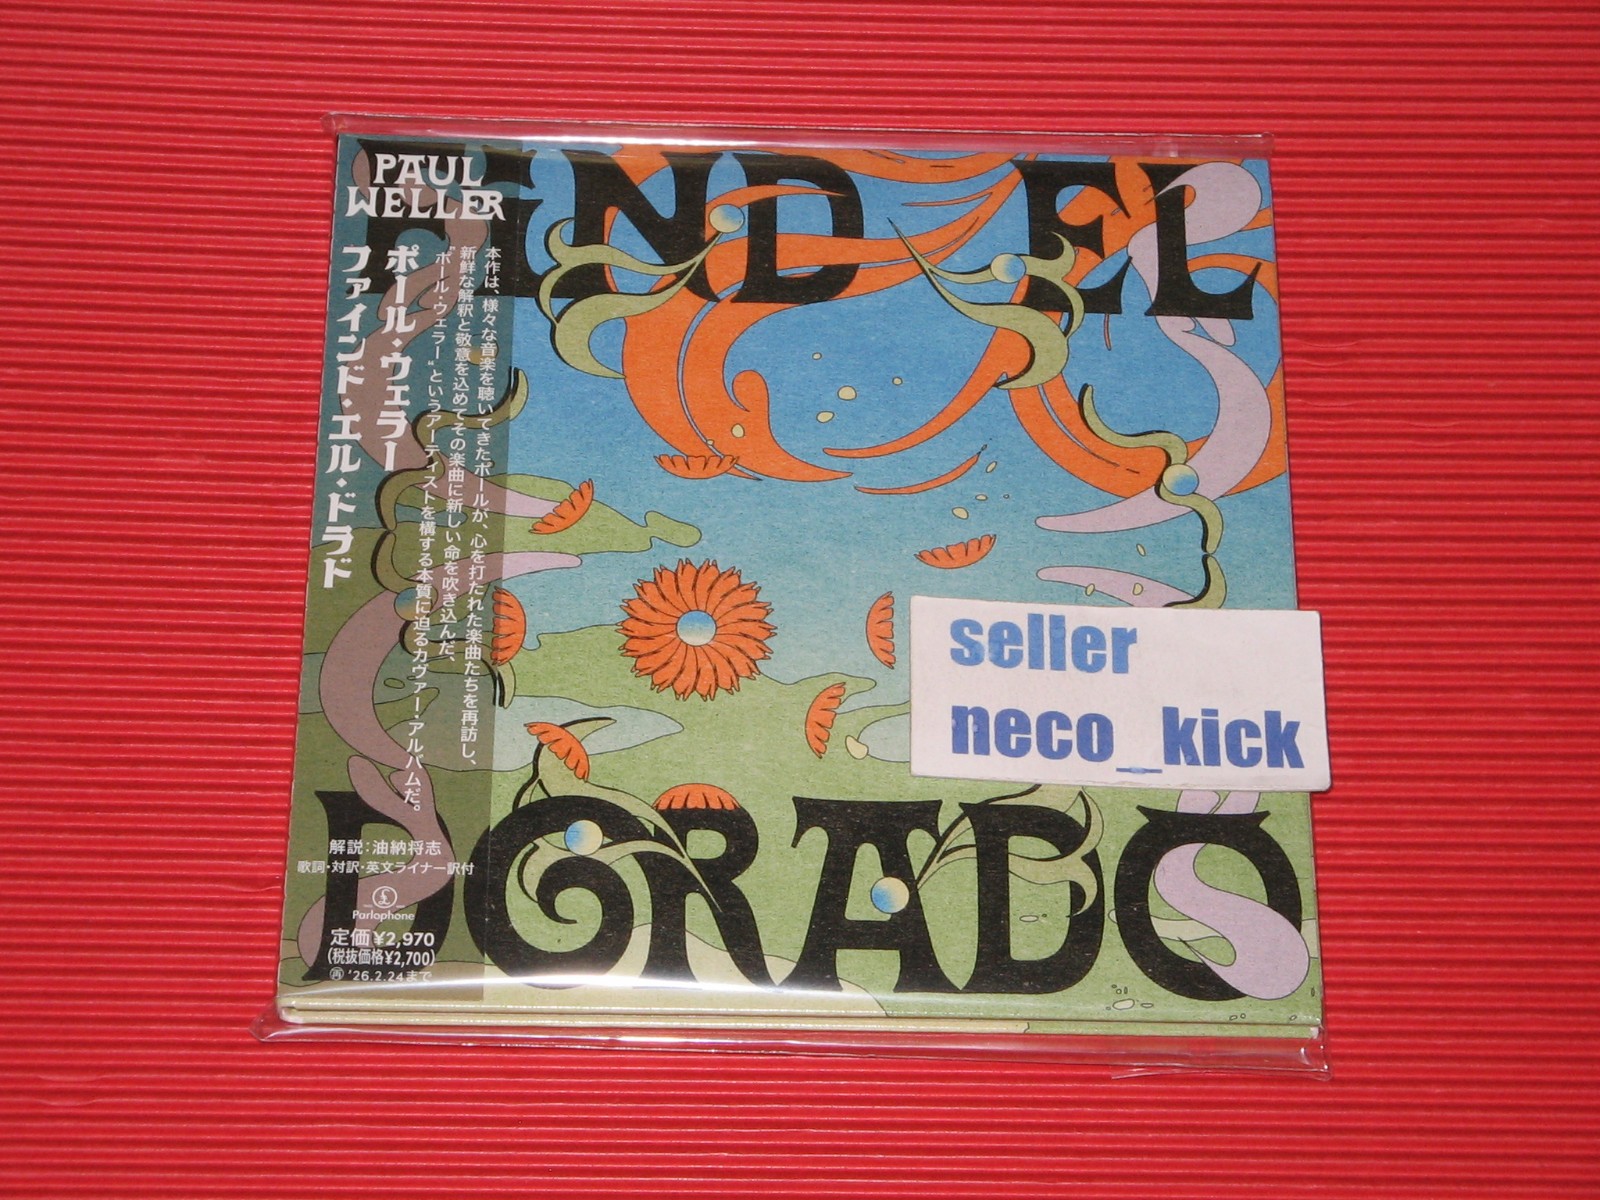 PAUL
WELLER
FIND EL
DORADO
ポール・ウェラー
ファインド・エル・ドラド
本作は、様々な音楽を聴いてきたポールが、心を打たれた楽曲たちを再訪し、
新鮮な解釈と敬意を込めてその楽曲に新しい命を吹き込んだ、
"ポール・ウェラー"というアーティストを構する本質に迫るカヴァー・アルバムだ。
解説:油納将志
歌詞・対訳・英文ライナー訳付
£
Parlophone
定価¥2,970
(税抜価格¥2,700)
再 '26.2.24まで
seller
neco_kick